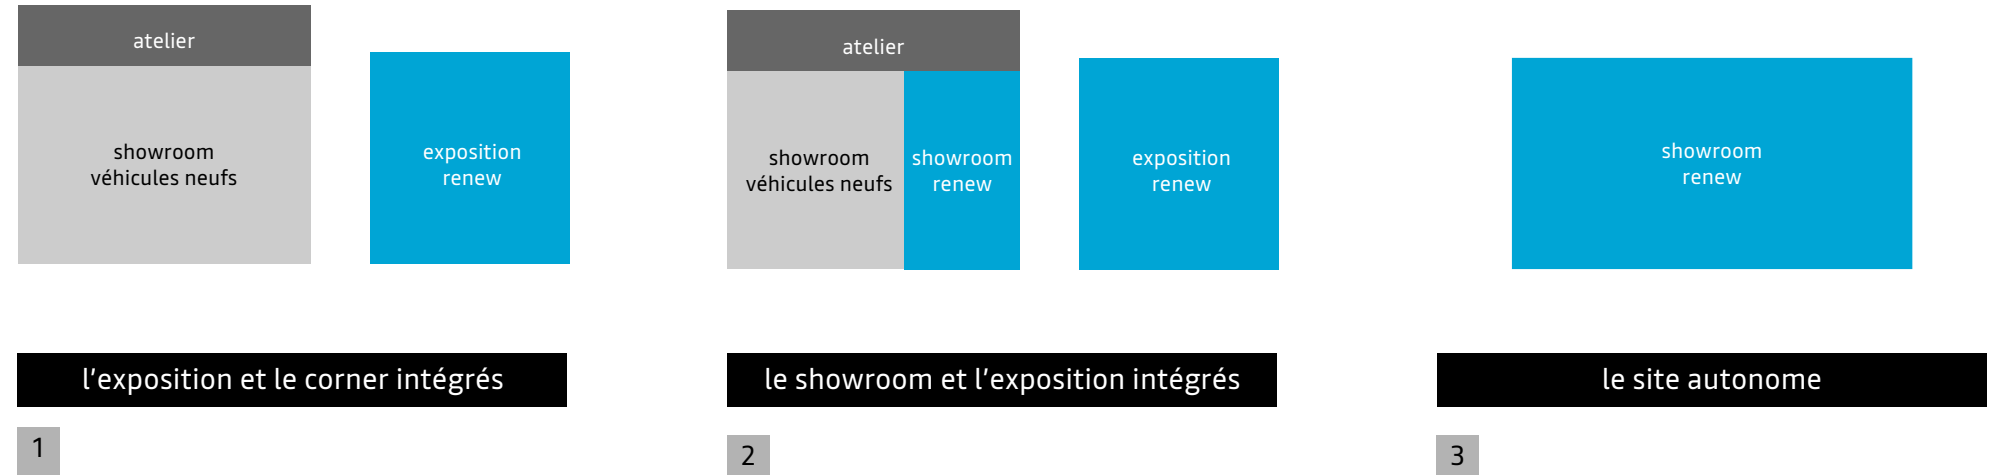 atelier
showroom
véhicules neufs
exposition
renew
l'exposition et le corner intégrés
1
atelier
showroom
véhicules neufs
showroom
renew
exposition
renew
le showroom et l'exposition intégrés
2
showroom
renew
le site autonome
3